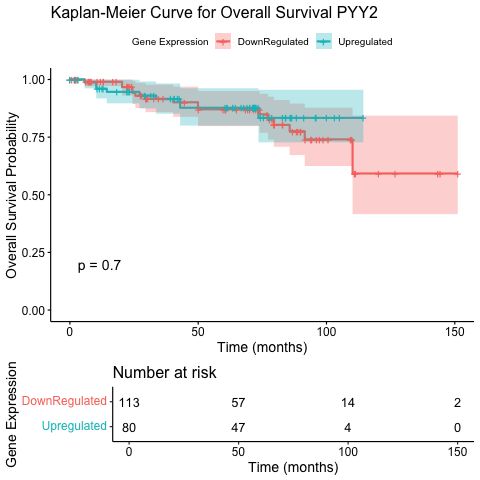 Kaplan-Meier Curve for Overall Survival PYY2
Gene Expression DownRegulated Upregulated
Overall Survival Probability
1.00
0.75
0.50
0.25
0.00
p = 0.7
0 50 100 150
Time (months)
Number at risk
Gene Expression
DownRegulated 113 57 14 2
Upregulated 80 47 4 0
0 50 100 150
Time (months)